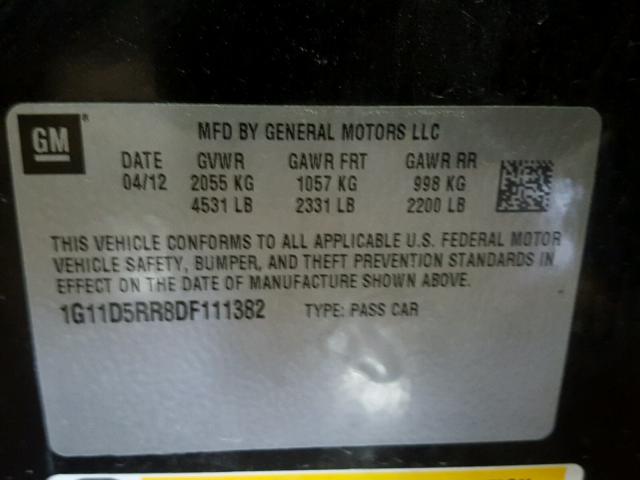 GM ®
MFD BY GENERAL MOTORS LLC
DATE GVWR GAWR FRT GAWR RR
04/12 2055 KG 1057 KG 998 KG
4531 LB 2331 LB 2200 LB
THIS VEHICLE CONFORMS TO ALL APPLICABLE U.S. FEDERAL MOTOR
VEHICLE SAFETY, BUMPER, AND THEFT PREVENTION STANDARDS IN
EFFECT ON THE DATE OF MANUFACTURE SHOWN ABOVE.
1G11D5RR8DF111382 TYPE: PASS CAR